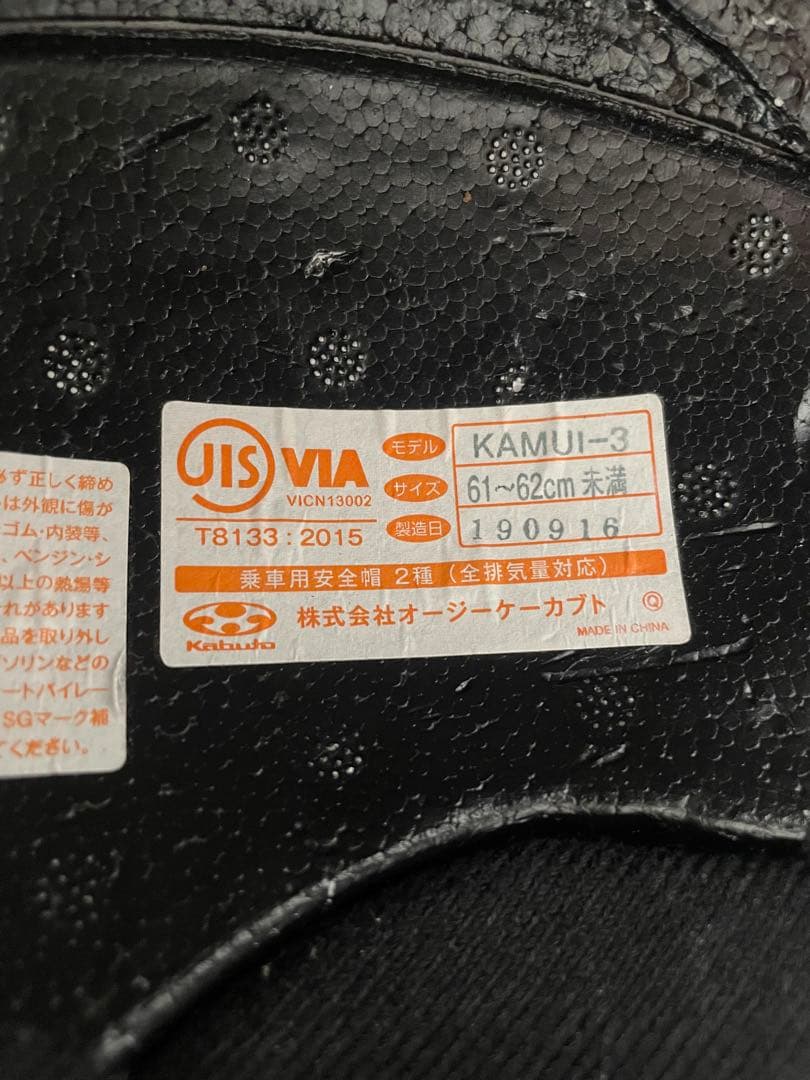 ず正しく締め
は外観に傷が
ゴム・内装等、
、ベンジン・シ
以上の熱湯等
れがあります
品を取り外し
ソリンなどの
ートバイレー
SGマーク補
ください。
JIS VIA
VICN13002
T8133 : 2015
モデル KAMUI-3
サイズ 61~62cm 未満
製造日 190916
乗車用安全帽 2種 (全排気量対応)
Kabuto 株式会社オージーケーカブト Q
MADE IN CHINA